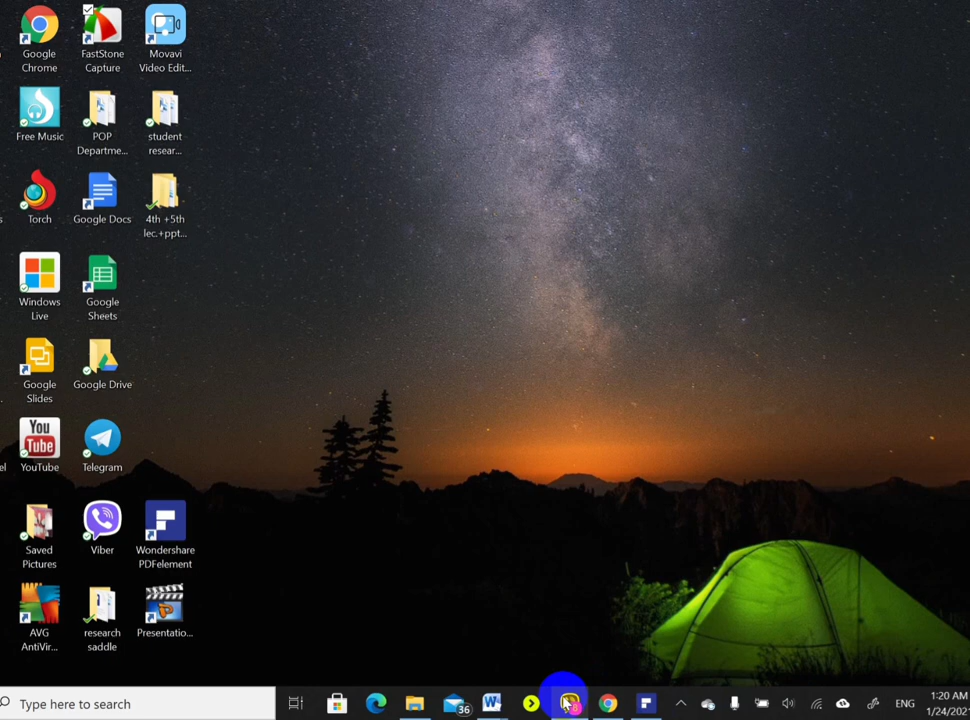 Google
Chrome
FastStone
Capture
Movavi
Video Edit...
Free Music
POP
Departme...
student
resear...
Torch
Google Docs
4th +5th
lec.+ppt...
Windows
Live
Google
Sheets
Google
Slides
Google Drive
You
Tube
YouTube
Telegram
Saved
Pictures
Viber
Wondershare
PDFelement
AVG
AntiVir...
research
saddle
Presentatio...
Type here to search
36
ENG
1:20 AM